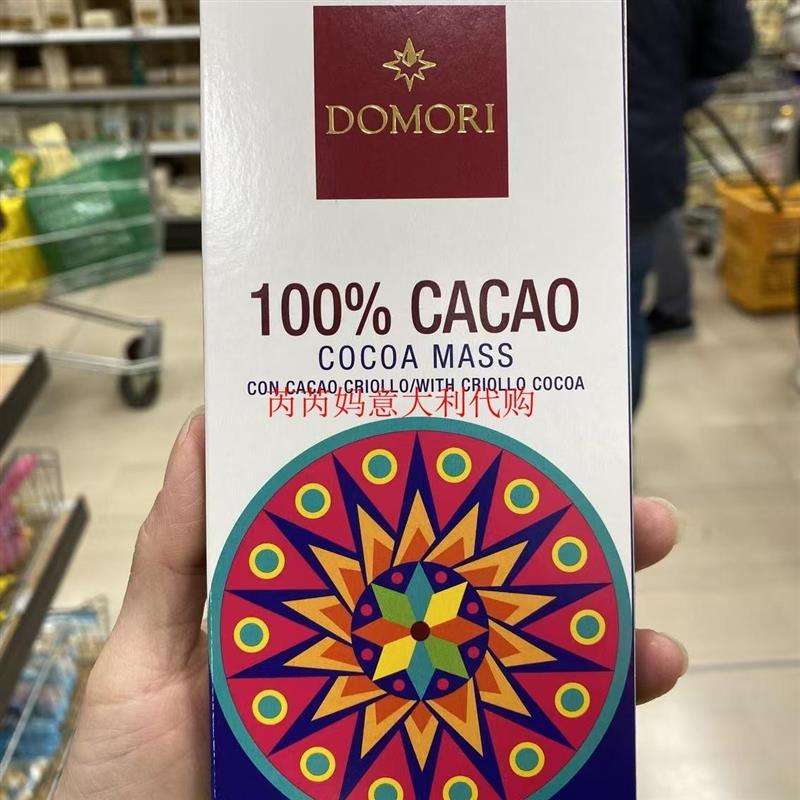 DOMORI
100% CACAO
COCOA MASS
CON CACAO CRIOLLO/WITH CRIOLLO COCOA
芮芮妈意大利代购